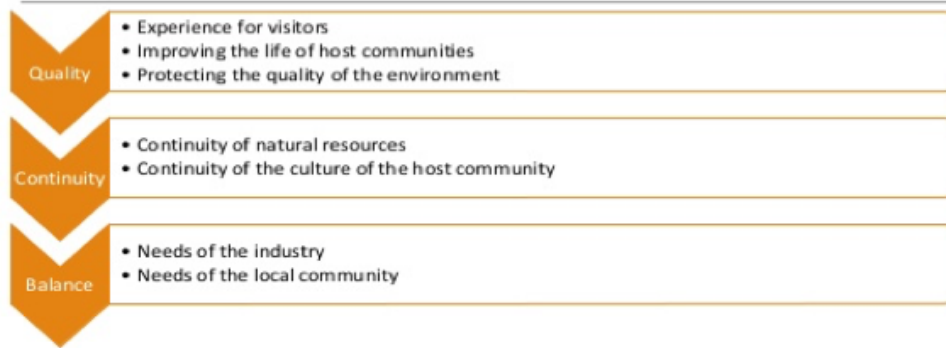 Quality
• Experience for visitors
• Improving the life of host communities
• Protecting the quality of the environment
Continuity
• Continuity of natural resources
• Continuity of the culture of the host community
Balance
• Needs of the industry
• Needs of the local community